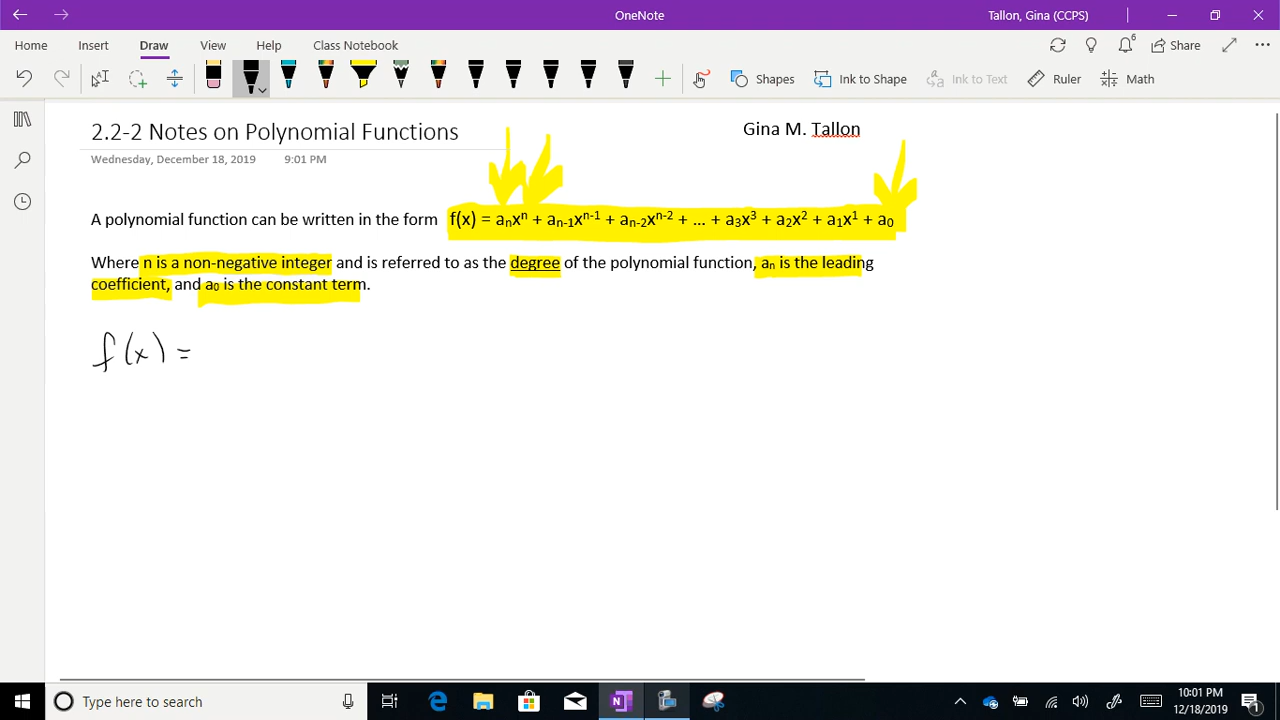 OneNote
Tallon, Gina (CCPS)
Home Insert Draw View Help Class Notebook
6 Share
Shapes Ink to Shape Ink to Text Ruler Math
2.2-2 Notes on Polynomial Functions
Gina M. Tallon
Wednesday, December 18, 2019 9:01 PM
A polynomial function can be written in the form f(x) = aₙxⁿ + aₙ₋₁xⁿ⁻¹ + aₙ₋₂xⁿ⁻² + ... + a₃x³ + a₂x² + a₁x¹ + a₀
Where n is a non-negative integer and is referred to as the degree of the polynomial function, aₙ is the leading
coefficient, and a₀ is the constant term.
f(x) =
Type here to search
10:01 PM
12/18/2019
1